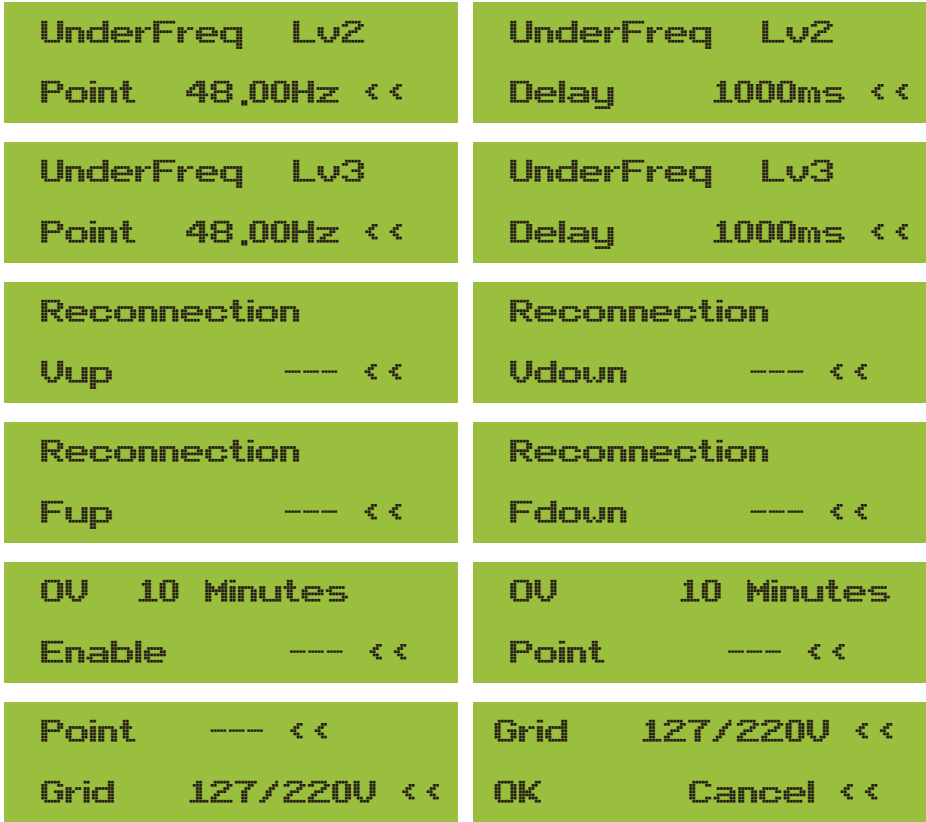 UnderFreq Lv2
Point 48.00Hz <<
UnderFreq Lv2
Delay 1000ms <<
UnderFreq Lv3
Point 48.00Hz <<
UnderFreq Lv3
Delay 1000ms <<
Reconnection
Vup --- <<
Reconnection
Vdown --- <<
Reconnection
Fup --- <<
Reconnection
Fdown --- <<
OV 10 Minutes
Enable --- <<
OV 10 Minutes
Point --- <<
Point --- <<
Grid 127/220V <<
Grid 127/220V <<
OK Cancel <<